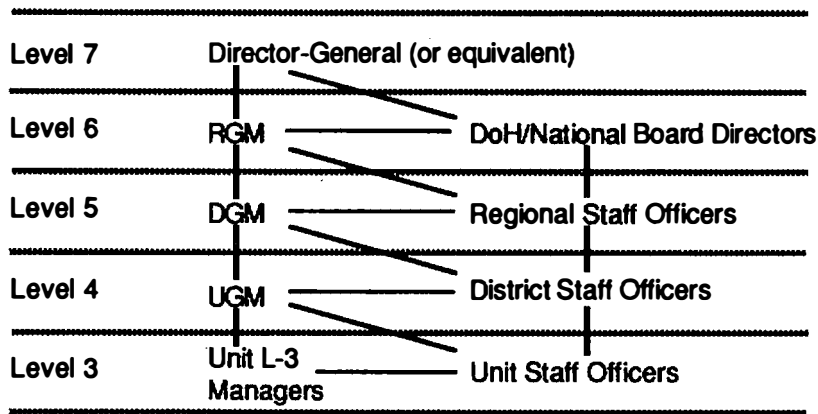 Level 7 Director-General (or equivalent)
Level 6 RGM DoH/National Board Directors
Level 5 DGM Regional Staff Officers
Level 4 UGM District Staff Officers
Level 3 Unit L-3 Managers Unit Staff Officers